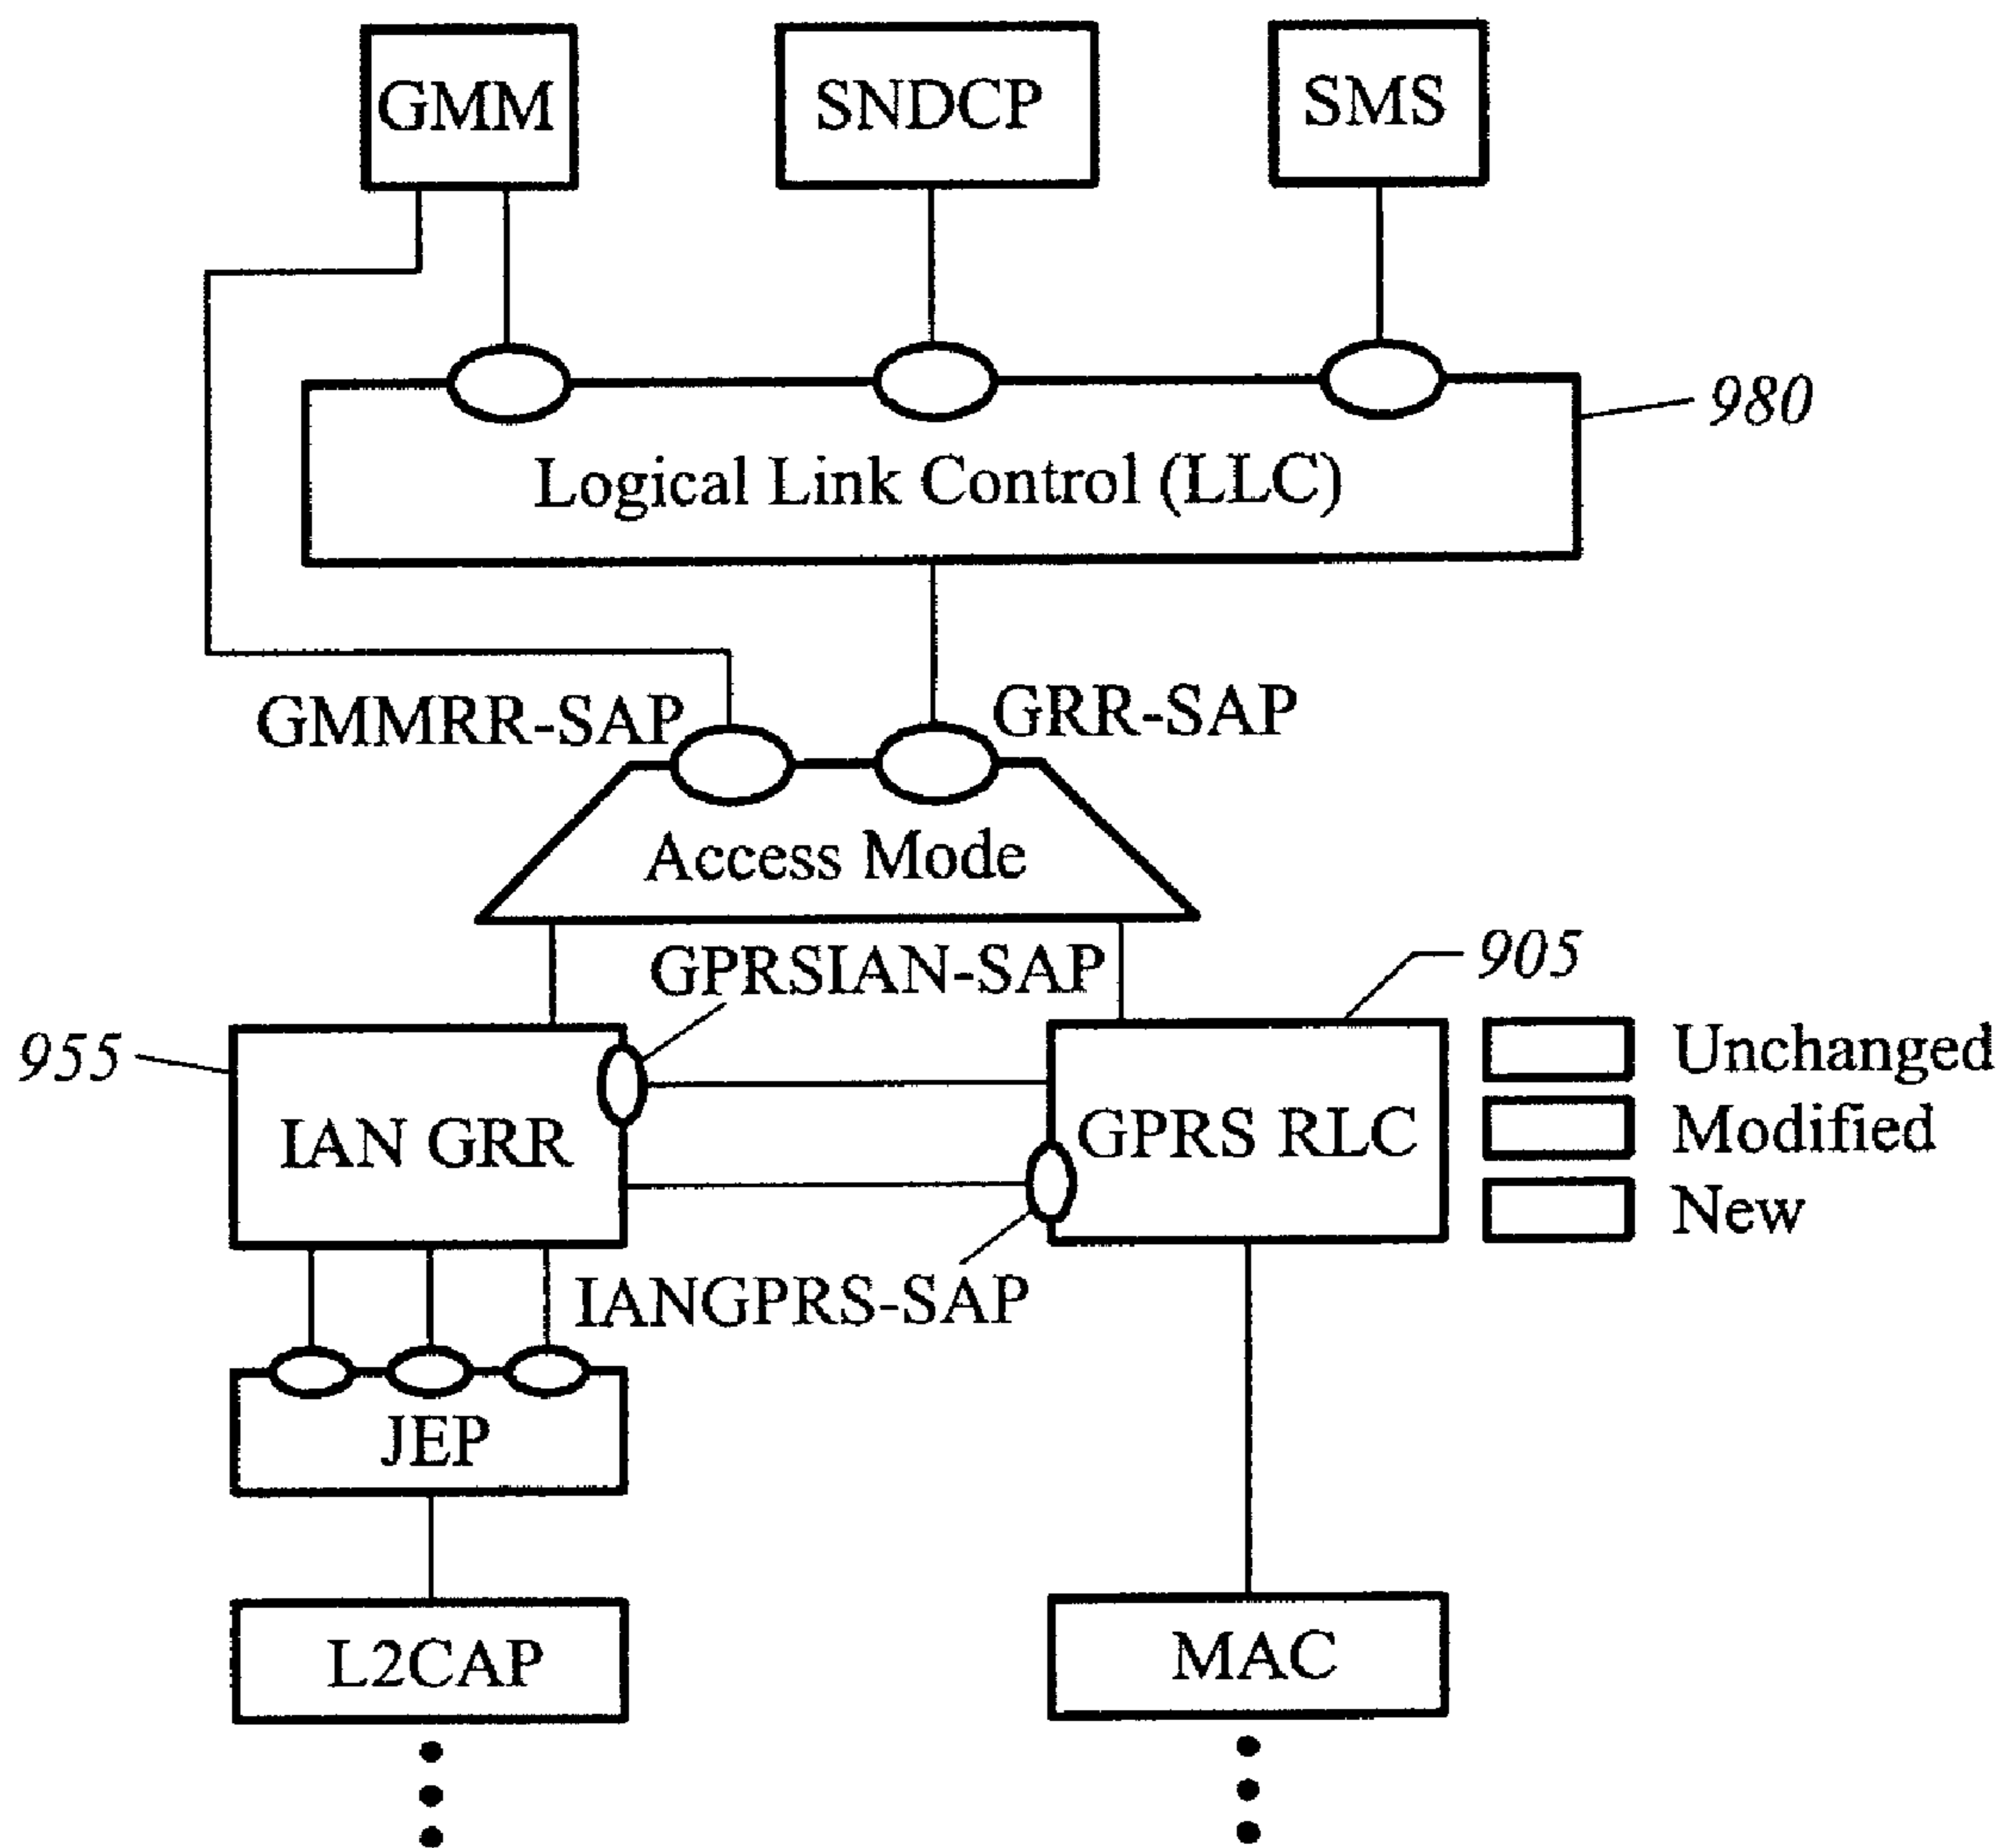 GMM
SNDCP
SMS
980
Logical Link Control (LLC)
GMMRR-SAP
GRR-SAP
Access Mode
GPRSIAN-SAP
905
955
Unchanged
IAN GRR
GPRS RLC
Modified
New
IANGPRS-SAP
JEP
L2CAP
MAC